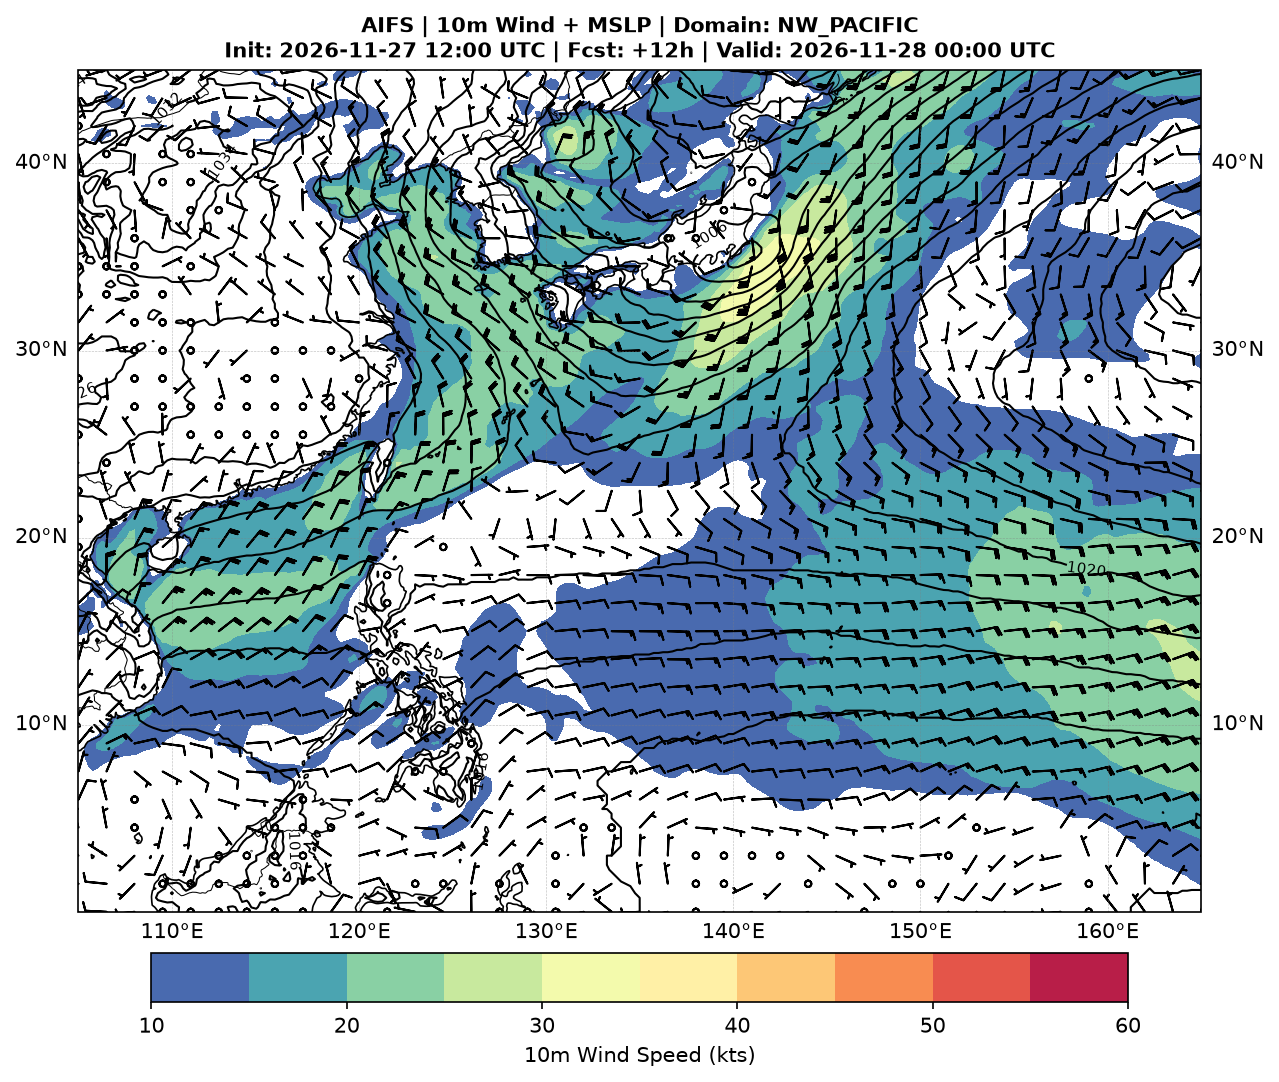 AIFS | 10m Wind + MSLP | Domain: NW_PACIFIC
Init: 2026-11-27 12:00 UTC | Fcst: +12h | Valid: 2026-11-28 00:00 UTC
40°N
40°N
30°N
30°N
20°N
20°N
10°N
10°N
1006
1020
1016
110°E 120°E 130°E 140°E 150°E 160°E
10 20 30 40 50 60
10m Wind Speed (kts)